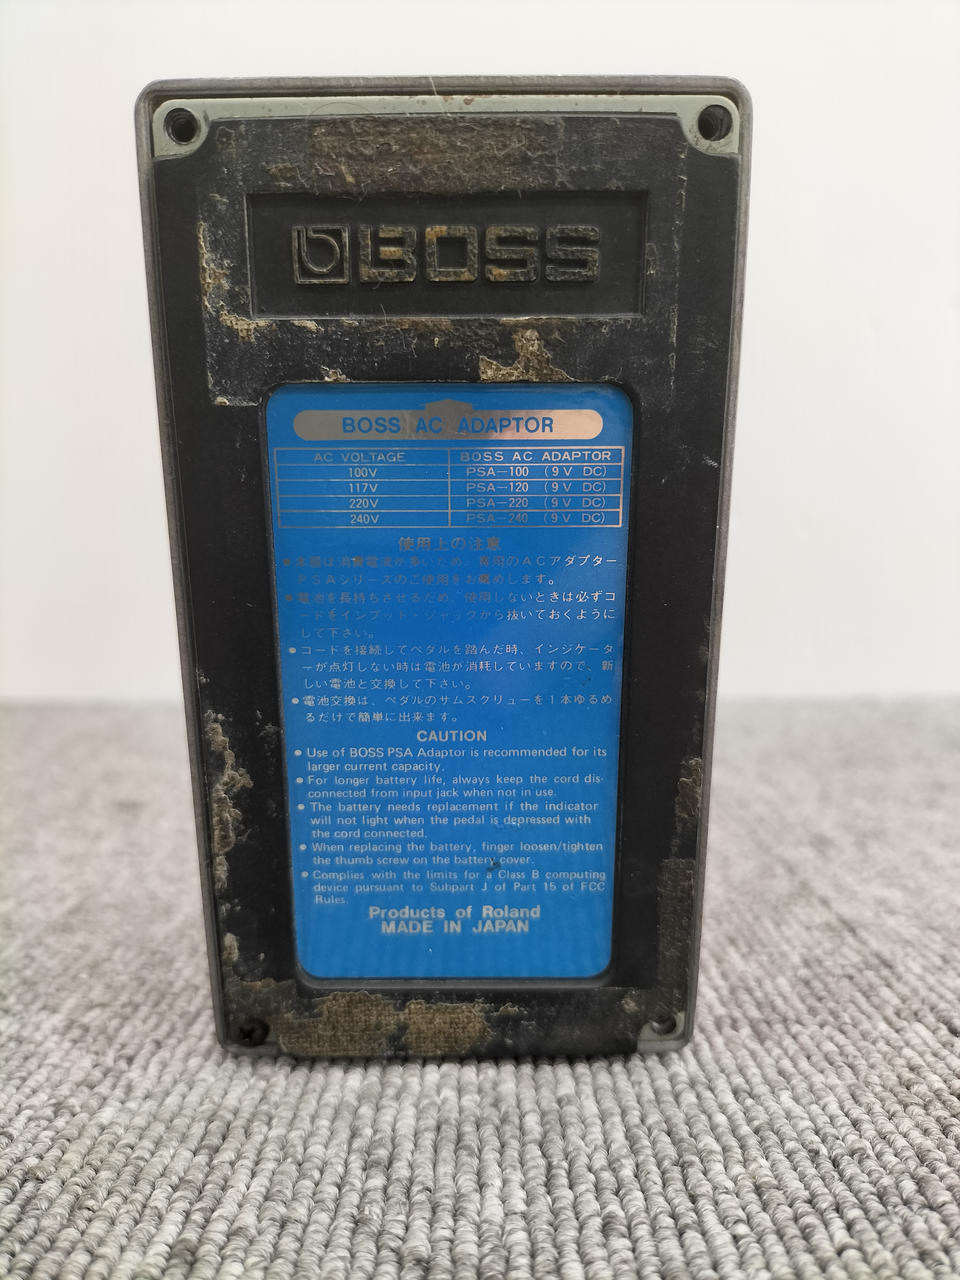 BOSS
BOSS AC ADAPTOR
AC VOLTAGE BOSS AC ADAPTOR
100V PSA-100 (9V DC)
117V PSA-120 (9V DC)
220V PSA-220 (9V DC)
240V PSA-240 (9V DC)
使用上の注意
●本器は消費電流が多いため、専用のACアダプター
PSAシリーズのご使用をお薦めします。
●電池を長持ちさせるため、使用しないときは必ずコ
ードをインプット・ジャックから抜いておくように
して下さい。
●コードを接続してペダルを踏んだ時、インジケータ
ーが点灯しない時は電池が消耗していますので、新
しい電池と交換して下さい。
●電池交換は、ペダルのサムスクリューを1本ゆるめ
るだけで簡単に出来ます。
CAUTION
●Use of BOSS PSA Adaptor is recommended for its
larger current capacity.
●For longer battery life, always keep the cord dis-
connected from input jack when not in use.
●The battery needs replacement if the indicator
will not light when the pedal is depressed with
the cord connected.
●When replacing the battery, finger loosen/tighten
the thumb screw on the battery cover.
●Complies with the limits for a Class B computing
device pursuant to Subpart J of Part 15 of FCC
Rules.
Products of Roland
MADE IN JAPAN